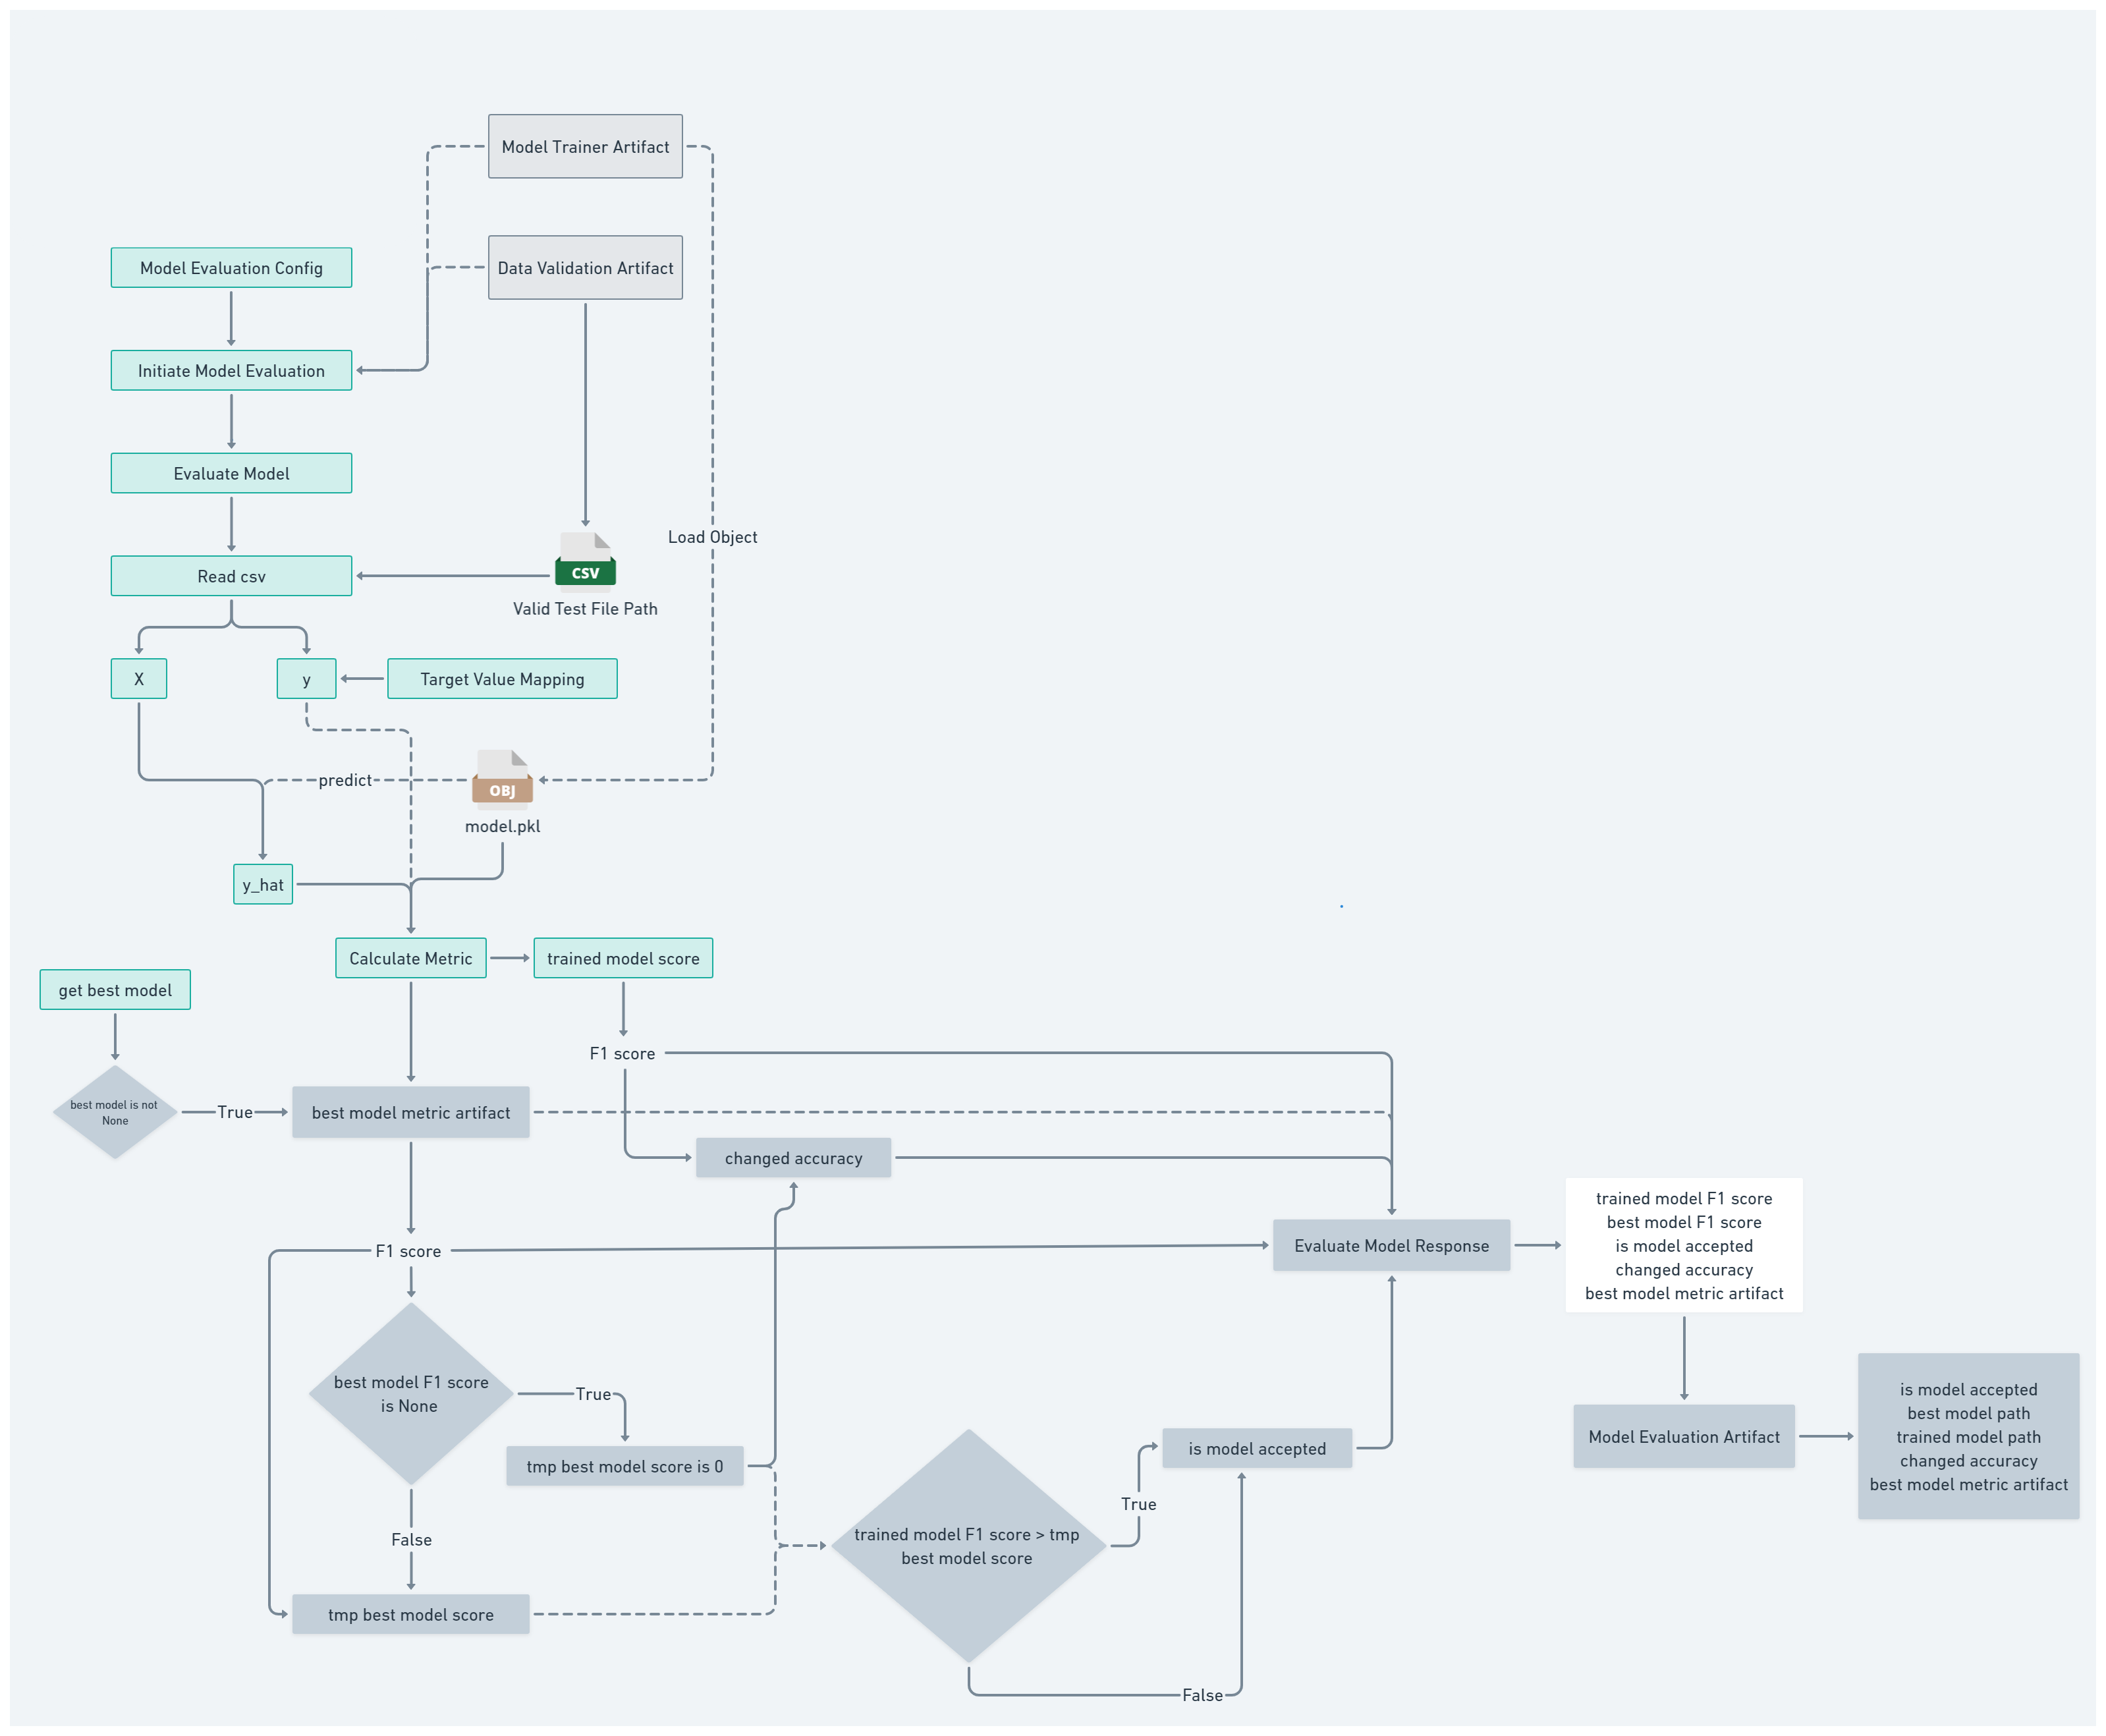 Model Trainer Artifact
Data Validation Artifact
Model Evaluation Config
Initiate Model Evaluation
Evaluate Model
Load Object
Read csv
CSV
Valid Test File Path
X
y
Target Value Mapping
predict
OBJ
model.pkl
y_hat
Calculate Metric
trained model score
get best model
F1 score
best model is not
None
True
best model metric artifact
changed accuracy
F1 score
Evaluate Model Response
trained model F1 score
best model F1 score
is model accepted
changed accuracy
best model metric artifact
best model F1 score
is None
True
tmp best model score is 0
False
tmp best model score
trained model F1 score > tmp
best model score
True
is model accepted
False
Model Evaluation Artifact
is model accepted
best model path
trained model path
changed accuracy
best model metric artifact